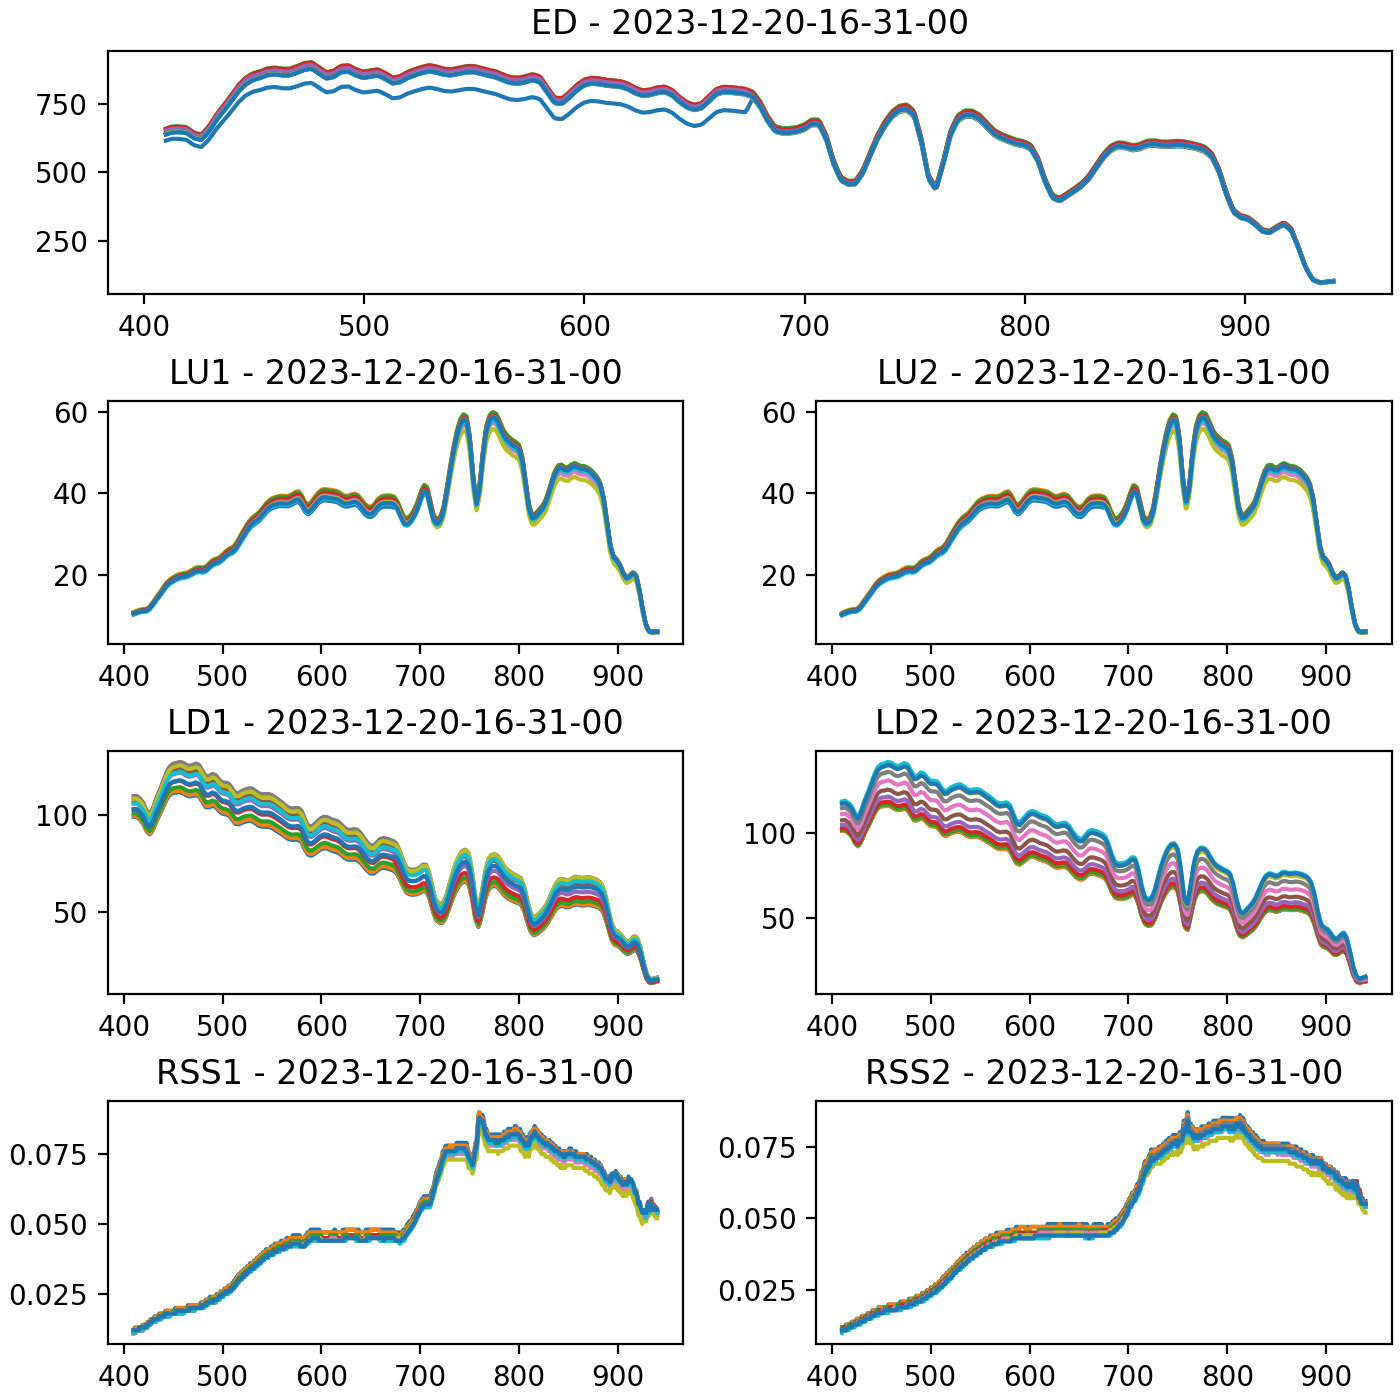 ED - 2023-12-20-16-31-00
750
500
250
400 500 600 700 800 900
LU1 - 2023-12-20-16-31-00
60
40
20
400 500 600 700 800 900
LU2 - 2023-12-20-16-31-00
60
40
20
400 500 600 700 800 900
LD1 - 2023-12-20-16-31-00
100
50
400 500 600 700 800 900
LD2 - 2023-12-20-16-31-00
100
50
400 500 600 700 800 900
RSS1 - 2023-12-20-16-31-00
0.075
0.050
0.025
400 500 600 700 800 900
RSS2 - 2023-12-20-16-31-00
0.075
0.050
0.025
400 500 600 700 800 900